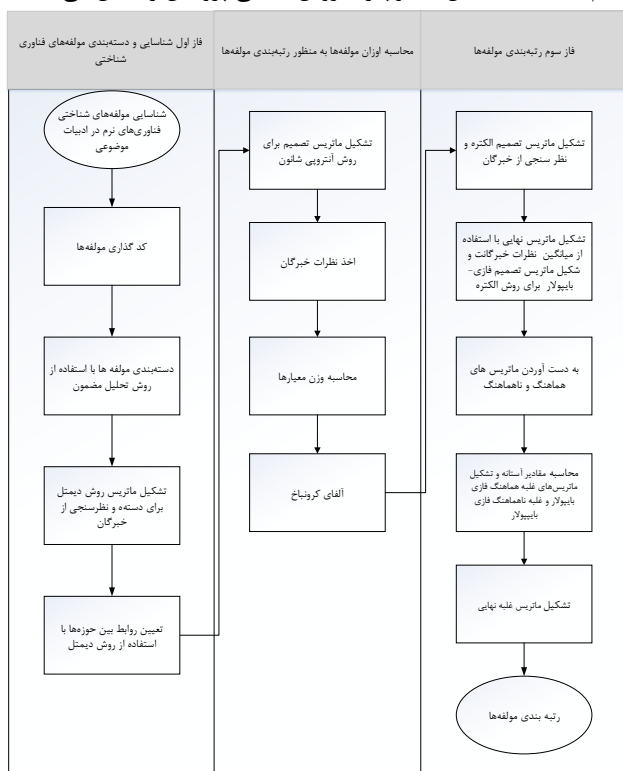 فاز اول شناسایی و دسته‌بندی مولفه‌های فناوری
شناختی
محاسبه اوزان مولفه‌ها به منظور رتبه‌بندی مولفه‌ها
فاز سوم رتبه‌بندی مولفه‌ها
شناسایی مولفه‌های شناختی
فناوری‌های نرم در ادبیات
موضوعی
کد گذاری مولفه‌ها
دسته‌بندی مولفه ها با استفاده از
روش تحلیل مضمون
تشکیل ماتریس روش دیمتل
برای دسته‌ه و نظرسنجی از
خبرگان
تعیین روابط بین حوزه‌ها با
استفاده از روش دیمتل
تشکیل ماتریس تصمیم برای
روش آنتروپی شانون
اخذ نظرات خبرگان
محاسبه وزن معیارها
آلفای کرونباخ
تشکیل ماتریس تصمیم الکتره و
نظر سنجی از خبرگان
تشکیل ماتریس نهایی با استفاده
از میانگین نظرات خبرگانت و
شکیل ماتریس تصمیم فازی-
بایپولار برای روش الکتره
به دست آوردن ماتریس های
هماهنگ و ناهماهنگ
محاسبه مقادیر آستانه و تشکیل
ماتریس‌های غلبه هماهنگ فازی
بایپولار و غلبه ناهماهنگ فازی
بایپولار
تشکیل ماتریس غلبه نهایی
رتبه بندی مولفه‌ها